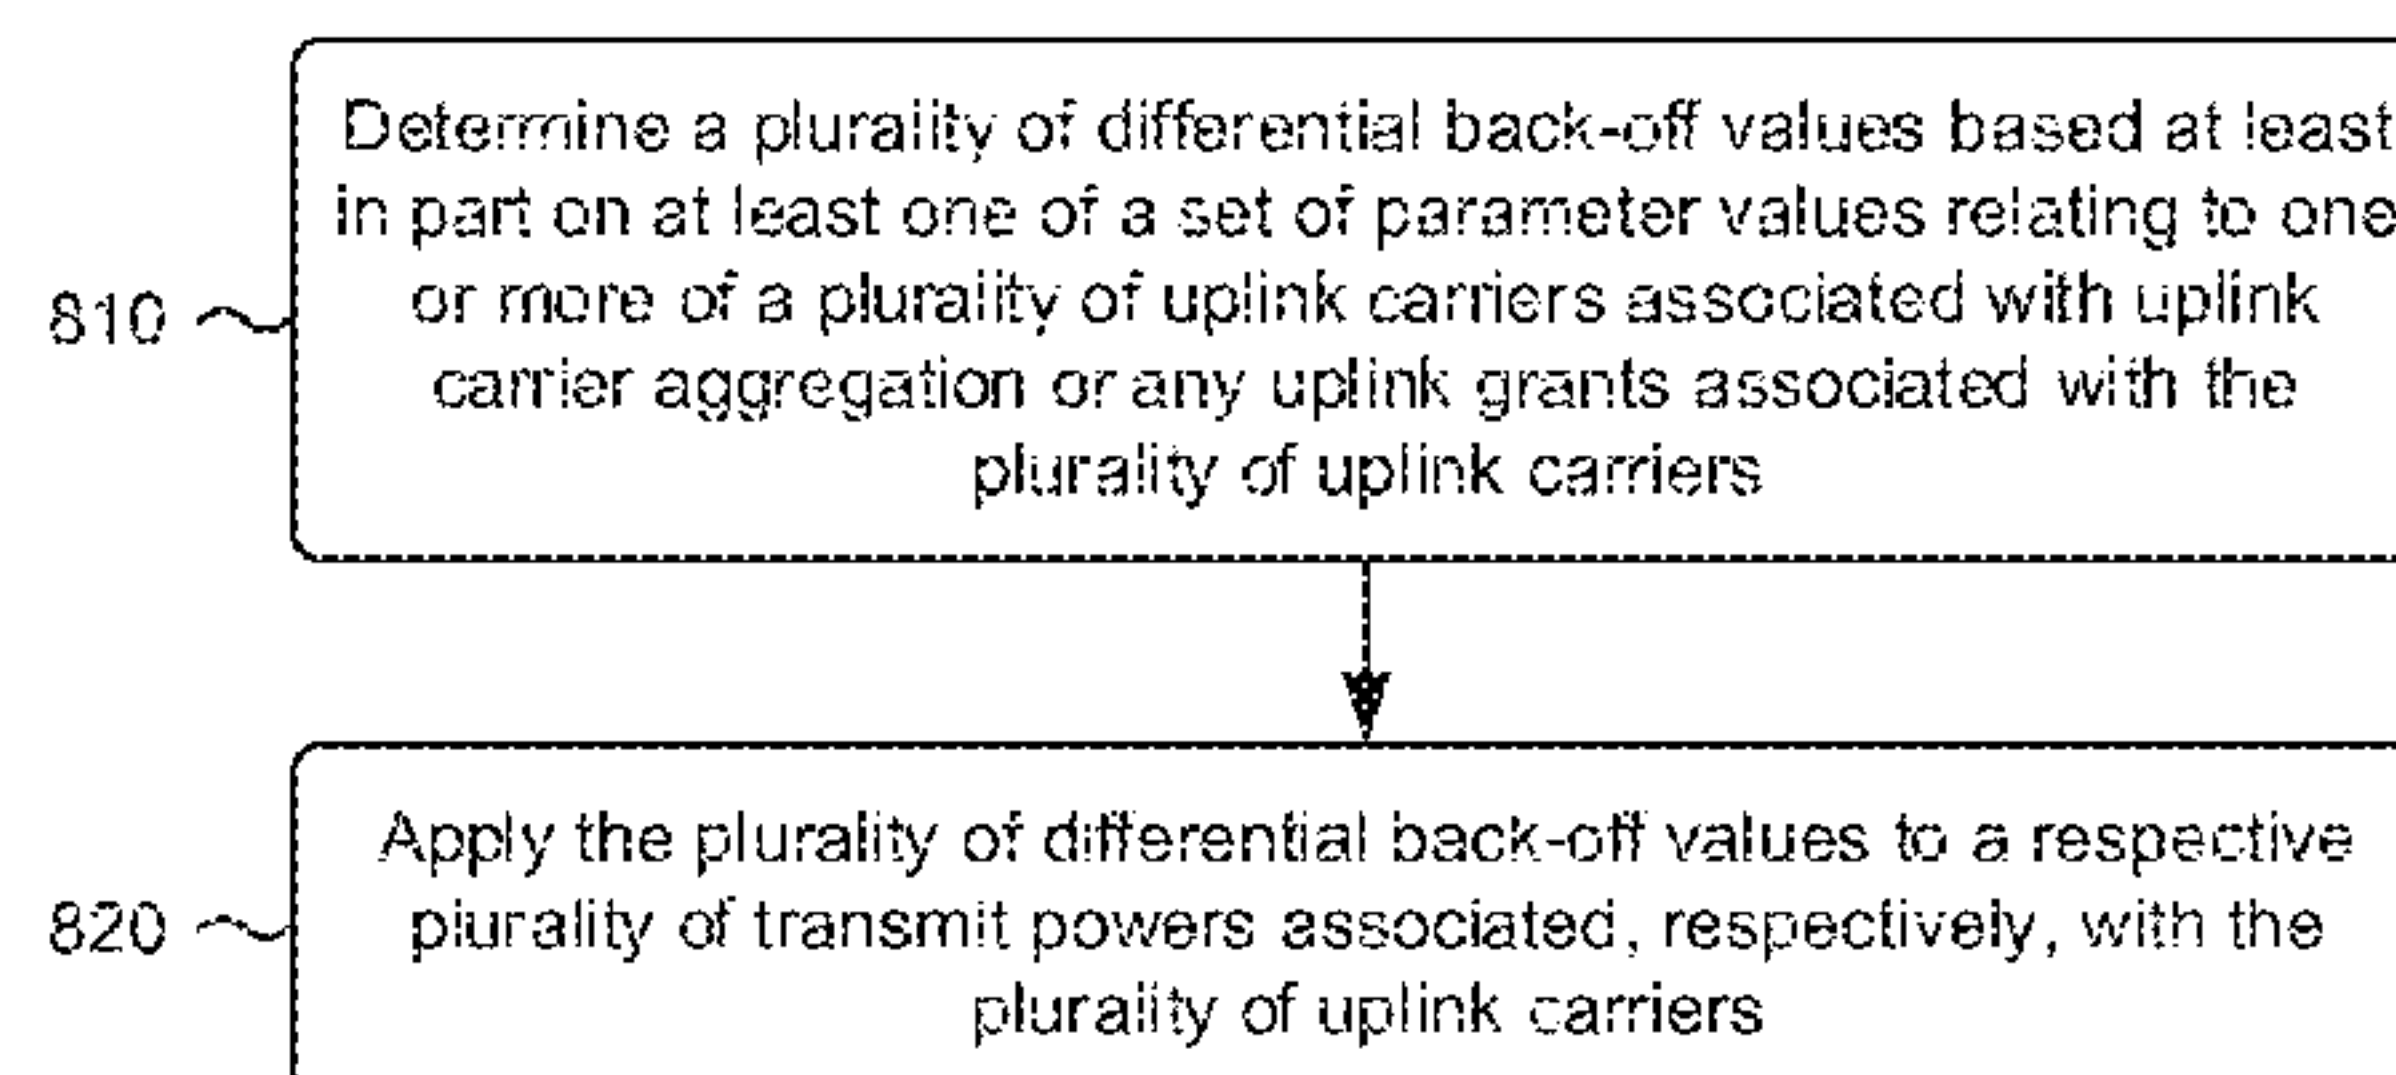 Determine a plurality of differential back-off values based at least
in part on at least one of a set of parameter values relating to one
810
or more of a plurality of uplink carriers associated with uplink
carrier aggregation or any uplink grants associated with the
plurality of uplink carriers
Apply the plurality of differential back-off values to a respective
820
plurality of transmit powers associated, respectively, with the
plurality of uplink carriers